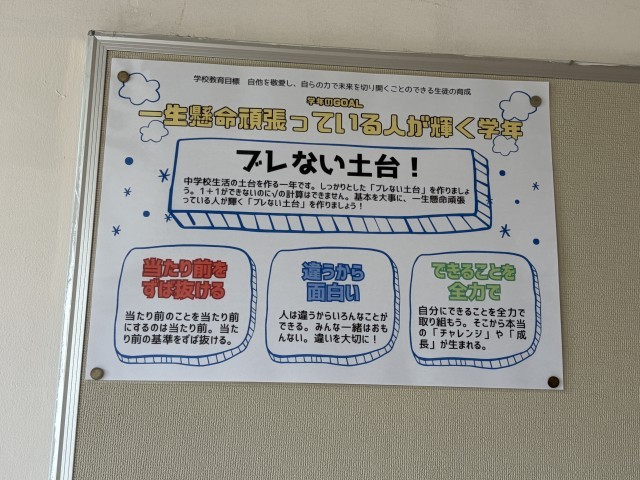 学校教育目標　自他を敬愛し、自らの力で未来を切り開くことのできる生徒の育成
学年のGOAL
一生懸命頑張っている人が輝く学年
ブレない土台！
中学校生活の土台を作る一年です。しっかりとした「ブレない土台」を作りましょ
う。1＋1ができないのに√の計算はできません。基本を大事に、一生懸命頑張
っている人が輝く「ブレない土台」を作りましょう！
当たり前を
ずば抜ける
当たり前のことを当たり前
にするのは当たり前。当た
り前の基準をずば抜ける。
違うから
面白い
人は違うからいろんなことが
できる。みんな一緒はおも
んない。違いを大切に！
できることを
全力で
自分にできることを全力で
取り組もう。そこから本当
の「チャレンジ」や「成
長」が生まれる。